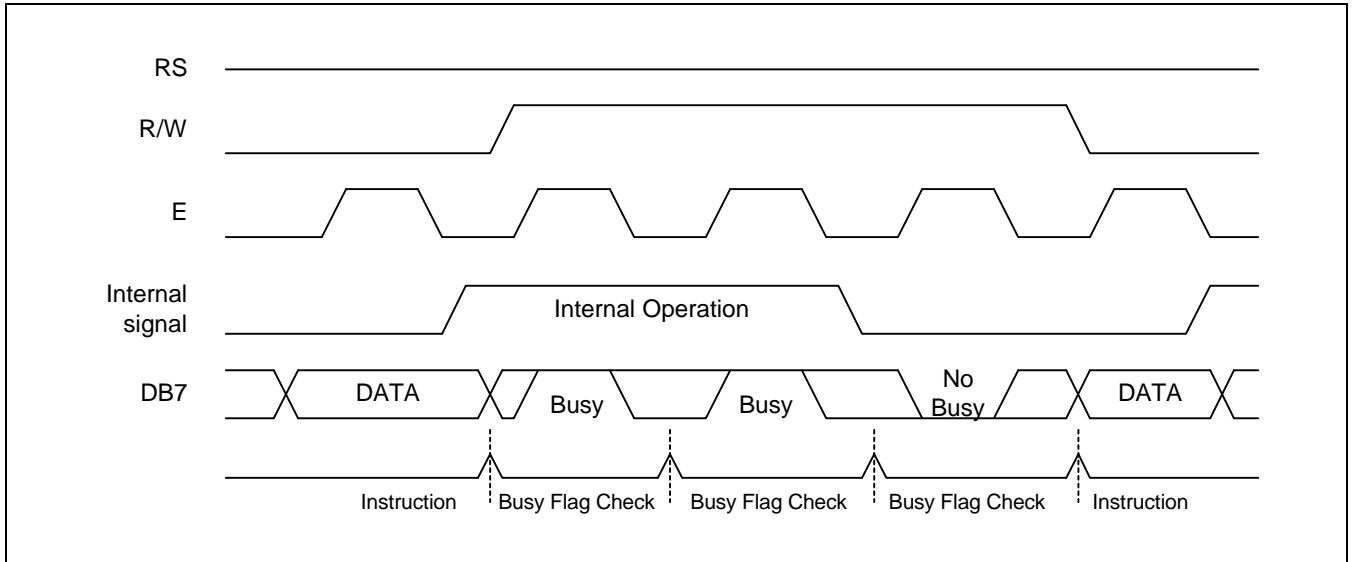 RS
R/W
E
Internal
signal
Internal Operation
DB7
DATA
Busy
Busy
No
Busy
DATA
Instruction
Busy Flag Check
Busy Flag Check
Busy Flag Check
Instruction